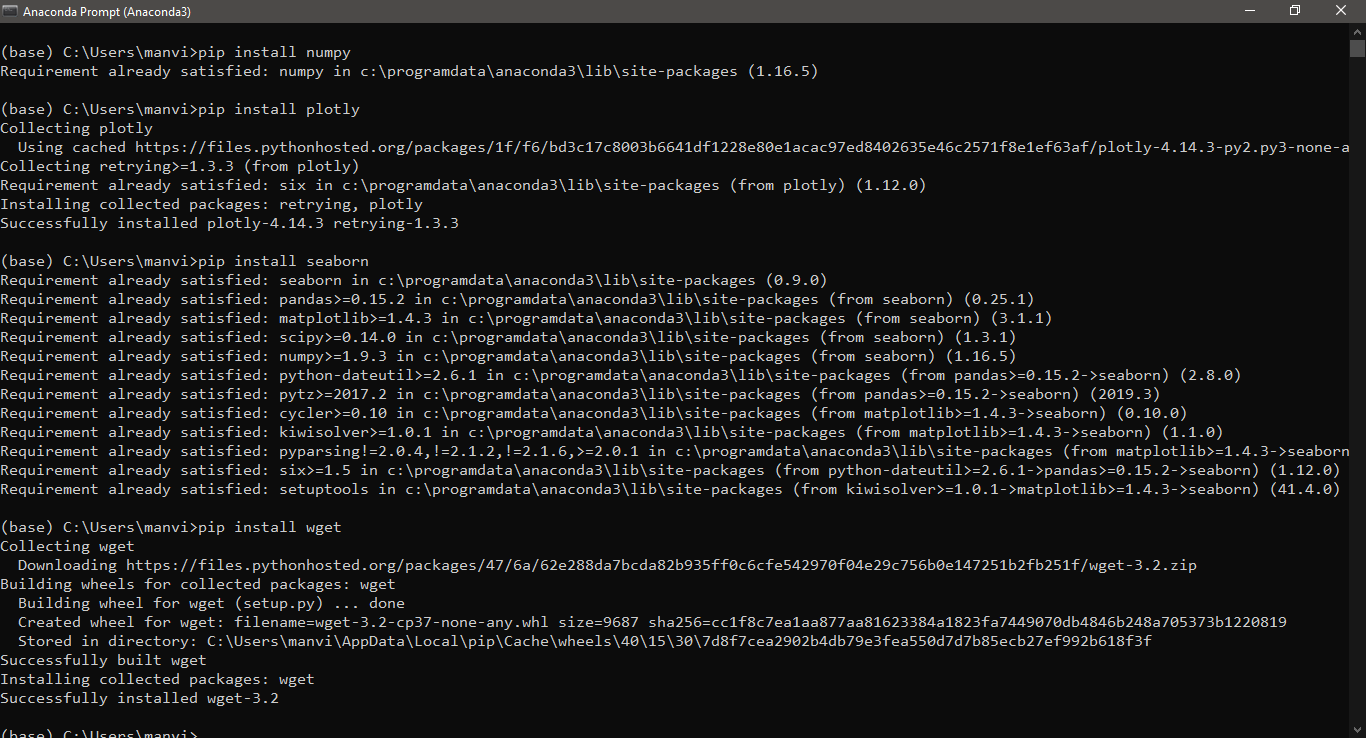 Anaconda Prompt (Anaconda3)
(base) C:\Users\manvi>pip install numpy
Requirement already satisfied: numpy in c:\programdata\anaconda3\lib\site-packages (1.16.5)
(base) C:\Users\manvi>pip install plotly
Collecting plotly
  Using cached https://files.pythonhosted.org/packages/1f/f6/bd3c17c8003b6641df1228e80e1acac97ed8402635e46c2571f8e1ef63af/plotly-4.14.3-py2.py3-none-a
Collecting retrying>=1.3.3 (from plotly)
Requirement already satisfied: six in c:\programdata\anaconda3\lib\site-packages (from plotly) (1.12.0)
Installing collected packages: retrying, plotly
Successfully installed plotly-4.14.3 retrying-1.3.3
(base) C:\Users\manvi>pip install seaborn
Requirement already satisfied: seaborn in c:\programdata\anaconda3\lib\site-packages (0.9.0)
Requirement already satisfied: pandas>=0.15.2 in c:\programdata\anaconda3\lib\site-packages (from seaborn) (0.25.1)
Requirement already satisfied: matplotlib>=1.4.3 in c:\programdata\anaconda3\lib\site-packages (from seaborn) (3.1.1)
Requirement already satisfied: scipy>=0.14.0 in c:\programdata\anaconda3\lib\site-packages (from seaborn) (1.3.1)
Requirement already satisfied: numpy>=1.9.3 in c:\programdata\anaconda3\lib\site-packages (from seaborn) (1.16.5)
Requirement already satisfied: python-dateutil>=2.6.1 in c:\programdata\anaconda3\lib\site-packages (from pandas>=0.15.2->seaborn) (2.8.0)
Requirement already satisfied: pytz>=2017.2 in c:\programdata\anaconda3\lib\site-packages (from pandas>=0.15.2->seaborn) (2019.3)
Requirement already satisfied: cycler>=0.10 in c:\programdata\anaconda3\lib\site-packages (from matplotlib>=1.4.3->seaborn) (0.10.0)
Requirement already satisfied: kiwisolver>=1.0.1 in c:\programdata\anaconda3\lib\site-packages (from matplotlib>=1.4.3->seaborn) (1.1.0)
Requirement already satisfied: pyparsing!=2.0.4,!=2.1.2,!=2.1.6,>=2.0.1 in c:\programdata\anaconda3\lib\site-packages (from matplotlib>=1.4.3->seaborn
Requirement already satisfied: six>=1.5 in c:\programdata\anaconda3\lib\site-packages (from python-dateutil>=2.6.1->pandas>=0.15.2->seaborn) (1.12.0)
Requirement already satisfied: setuptools in c:\programdata\anaconda3\lib\site-packages (from kiwisolver>=1.0.1->matplotlib>=1.4.3->seaborn) (41.4.0)
(base) C:\Users\manvi>pip install wget
Collecting wget
  Downloading https://files.pythonhosted.org/packages/47/6a/62e288da7bcda82b935ff0c6cfe542970f04e29c756b0e147251b2fb251f/wget-3.2.zip
Building wheels for collected packages: wget
  Building wheel for wget (setup.py) ... done
  Created wheel for wget: filename=wget-3.2-cp37-none-any.whl size=9687 sha256=cc1f8c7ea1aa877aa81623384a1823fa7449070db4846b248a705373b1220819
  Stored in directory: C:\Users\manvi\AppData\Local\pip\Cache\wheels\40\15\30\7d8f7cea2902b4db79e3fea550d7d7b85ecb27ef992b618f3f
Successfully built wget
Installing collected packages: wget
Successfully installed wget-3.2
(base) C:\Users\manvi>